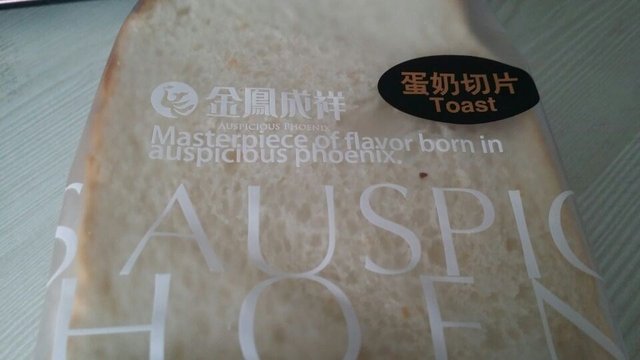 金鳳成祥
AUSPICIOUS PHOENIX
Masterpiece of flavor born in
auspicious phoenix.
蛋奶切片
Toast
S AUSPIC
HOEN